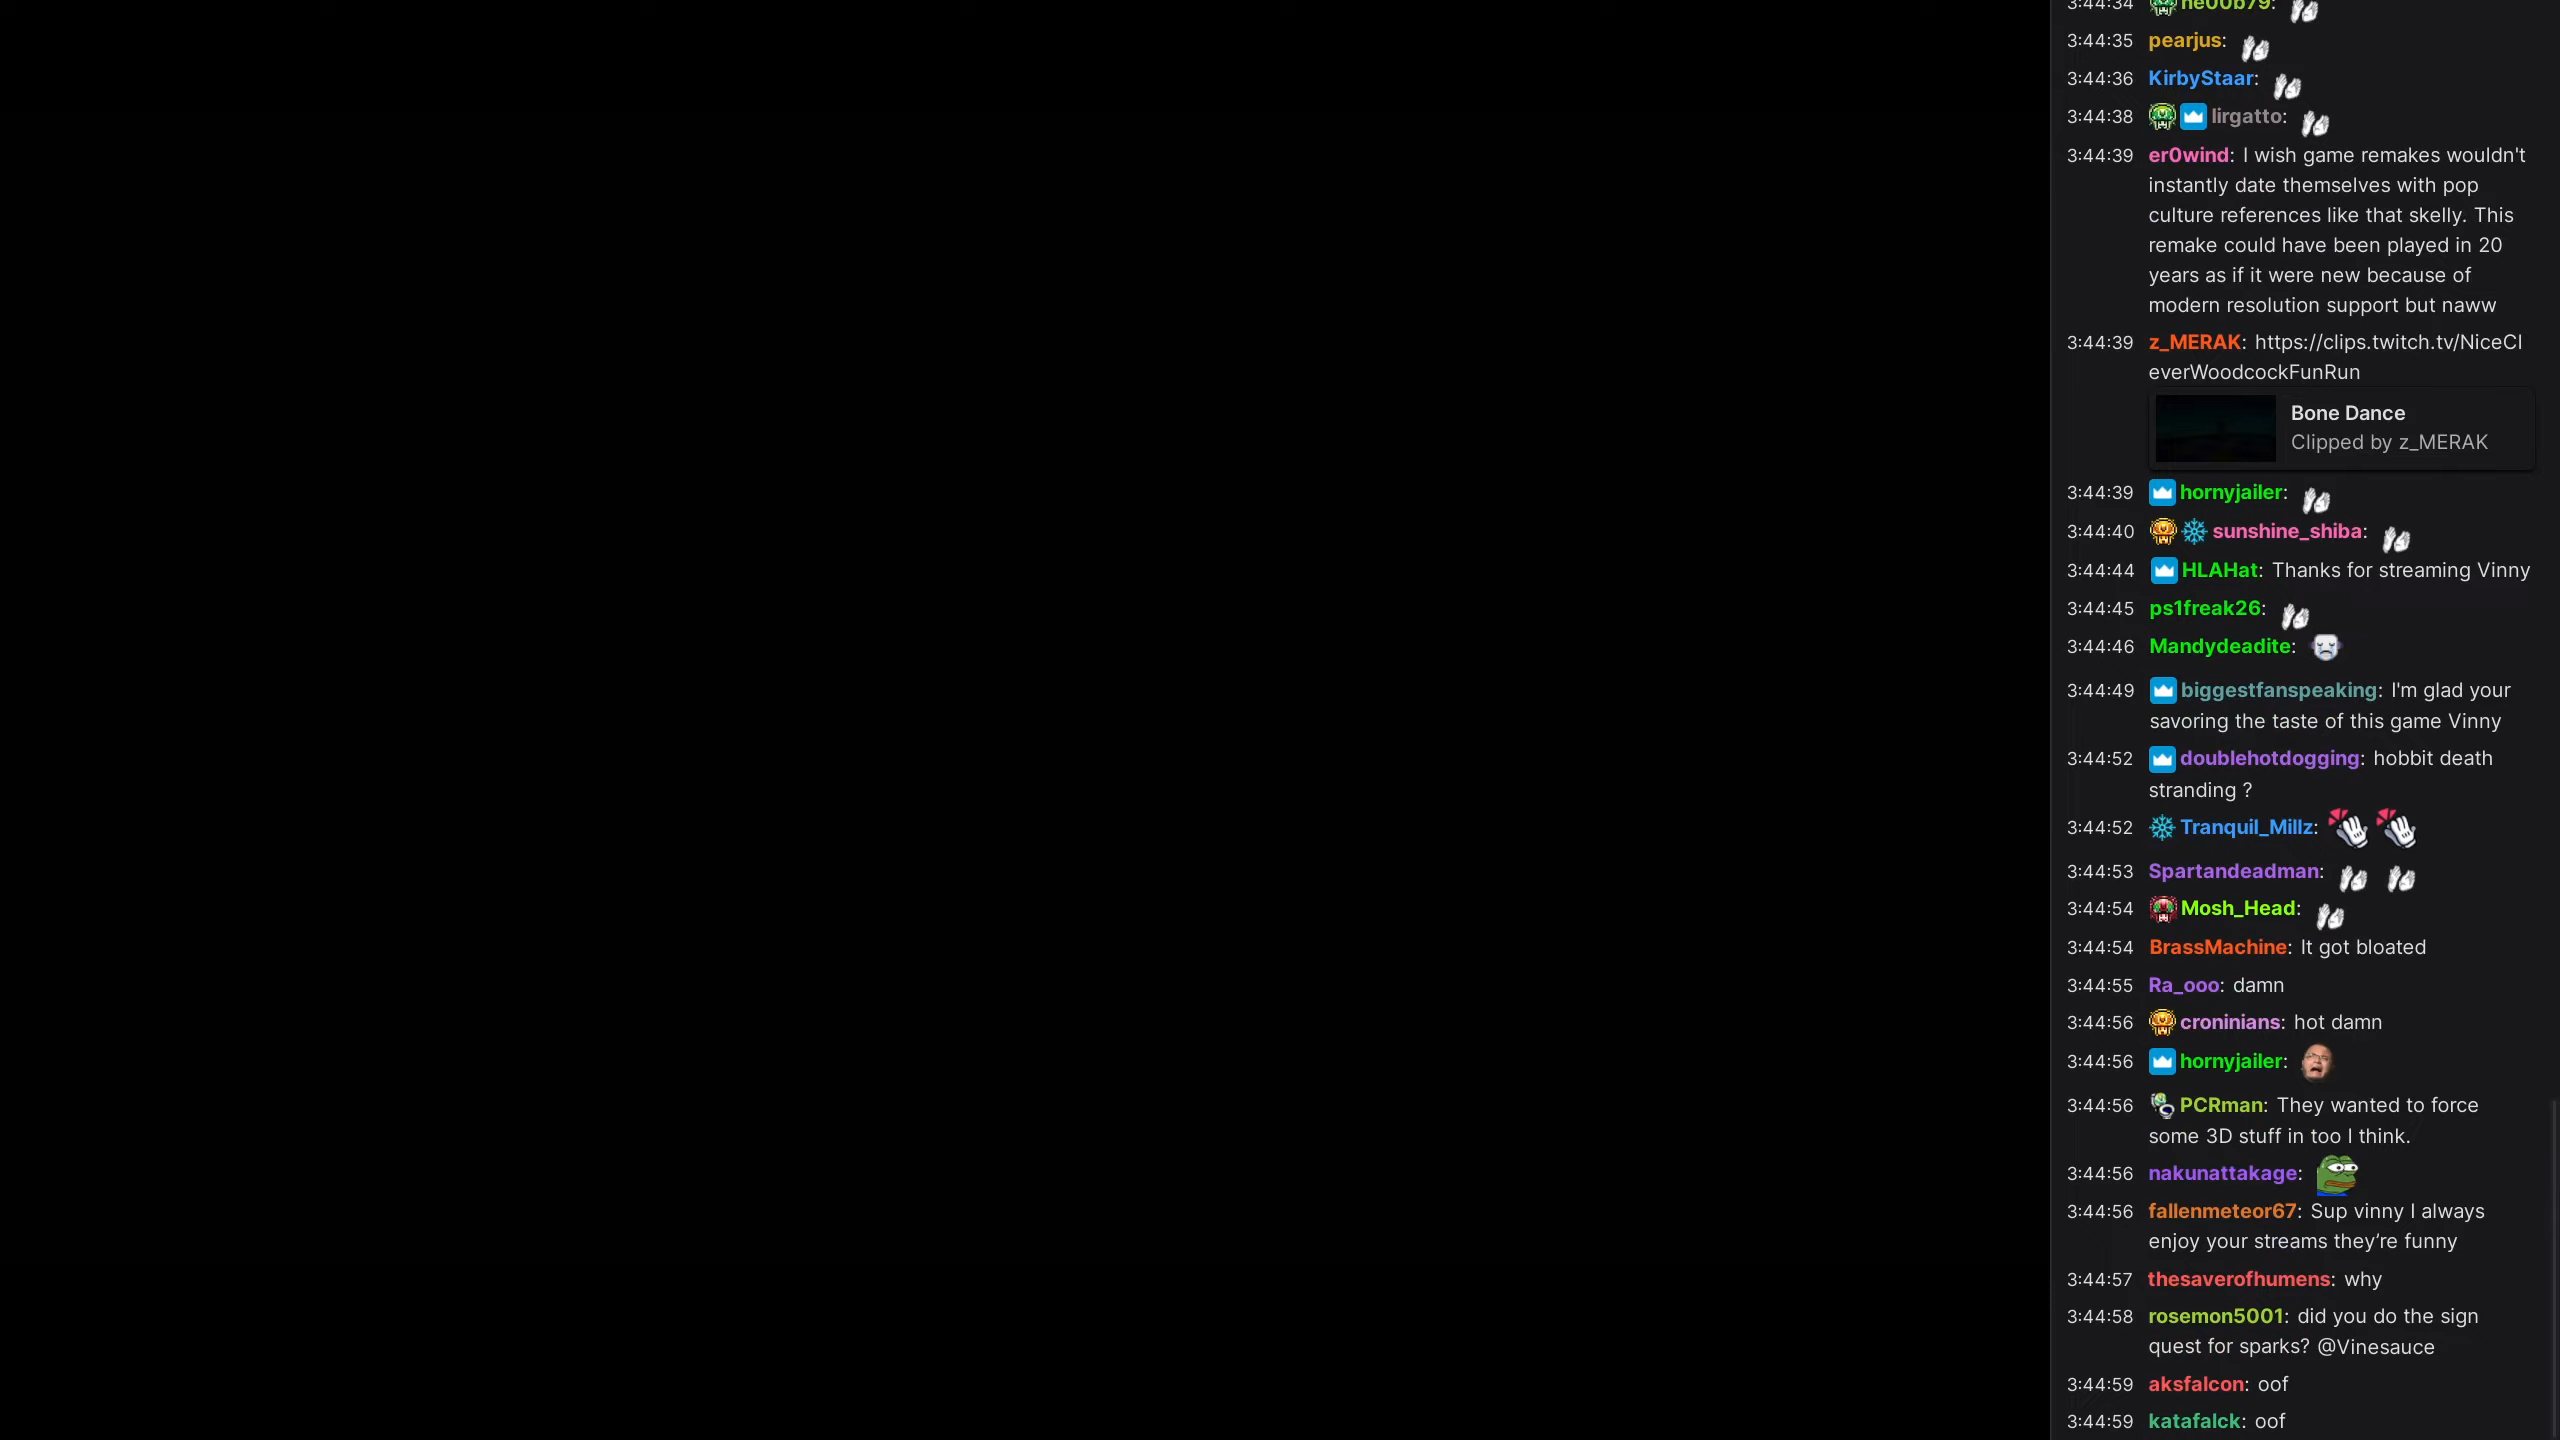 3:44:34 ne00b79:
3:44:35 pearjus:
3:44:36 KirbyStaar:
3:44:38 lirgatto:
3:44:39 er0wind: I wish game remakes wouldn't
instantly date themselves with pop
culture references like that skelly. This
remake could have been played in 20
years as if it were new because of
modern resolution support but naww
3:44:39 z_MERAK: https://clips.twitch.tv/NiceCl
everWoodcockFunRun
Bone Dance
Clipped by z_MERAK
3:44:39 hornyjailer:
3:44:40 sunshine_shiba:
3:44:44 HLAHat: Thanks for streaming Vinny
3:44:45 ps1freak26:
3:44:46 Mandydeadite:
3:44:49 biggestfanspeaking: I'm glad your
savoring the taste of this game Vinny
3:44:52 doublehotdogging: hobbit death
stranding ?
3:44:52 Tranquil_Millz:
3:44:53 Spartandeadman:
3:44:54 Mosh_Head:
3:44:54 BrassMachine: It got bloated
3:44:55 Ra_ooo: damn
3:44:56 croninians: hot damn
3:44:56 hornyjailer:
3:44:56 PCRman: They wanted to force
some 3D stuff in too I think.
3:44:56 nakunattakage:
3:44:56 fallenmeteor67: Sup vinny I always
enjoy your streams they’re funny
3:44:57 thesaverofhumens: why
3:44:58 rosemon5001: did you do the sign
quest for sparks? @Vinesauce
3:44:59 aksfalcon: oof
3:44:59 katafalck: oof